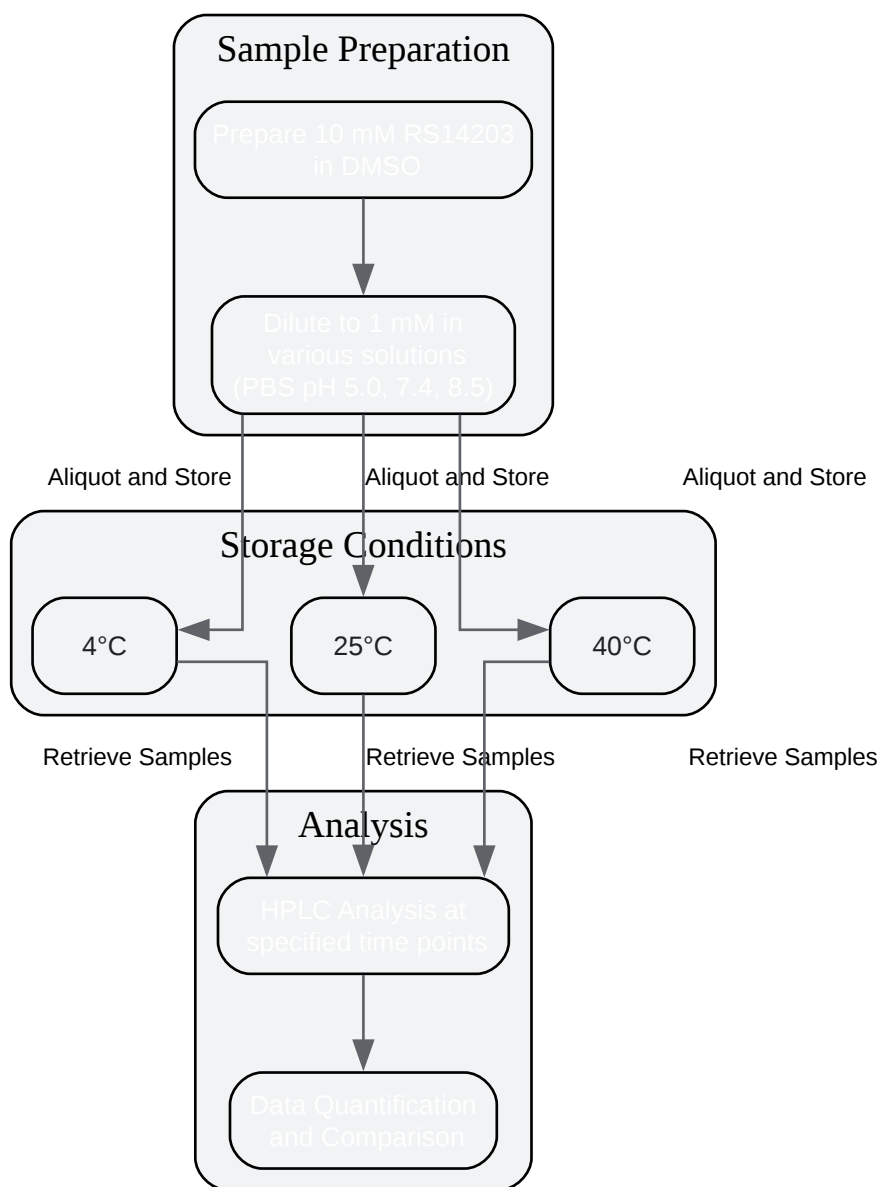 Sample Preparation
Prepare 10 mM RS14203
in DMSO
Dilute to 1 mM in
various solutions
(PBS pH 5.0, 7.4, 8.5)
Aliquot and Store
Aliquot and Store
Aliquot and Store
Storage Conditions
4°C
25°C
40°C
Retrieve Samples
Retrieve Samples
Retrieve Samples
Analysis
HPLC Analysis at
specified time points
Data Quantification
and Comparison